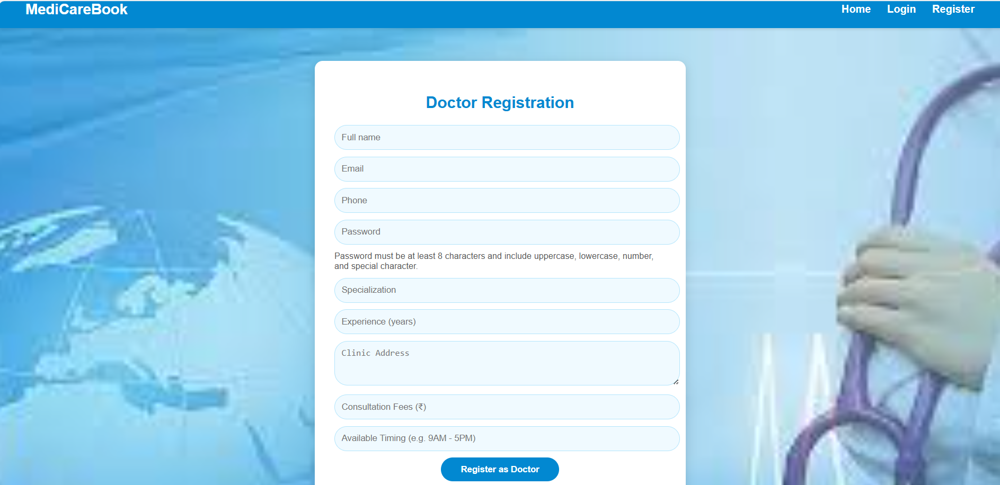 MediCareBook
Home Login Register
Doctor Registration
Full name
Email
Phone
Password
Password must be at least 8 characters and include uppercase, lowercase, number,
and special character.
Specialization
Experience (years)
Clinic Address
Consultation Fees (₹)
Available Timing (e.g. 9AM - 5PM)
Register as Doctor